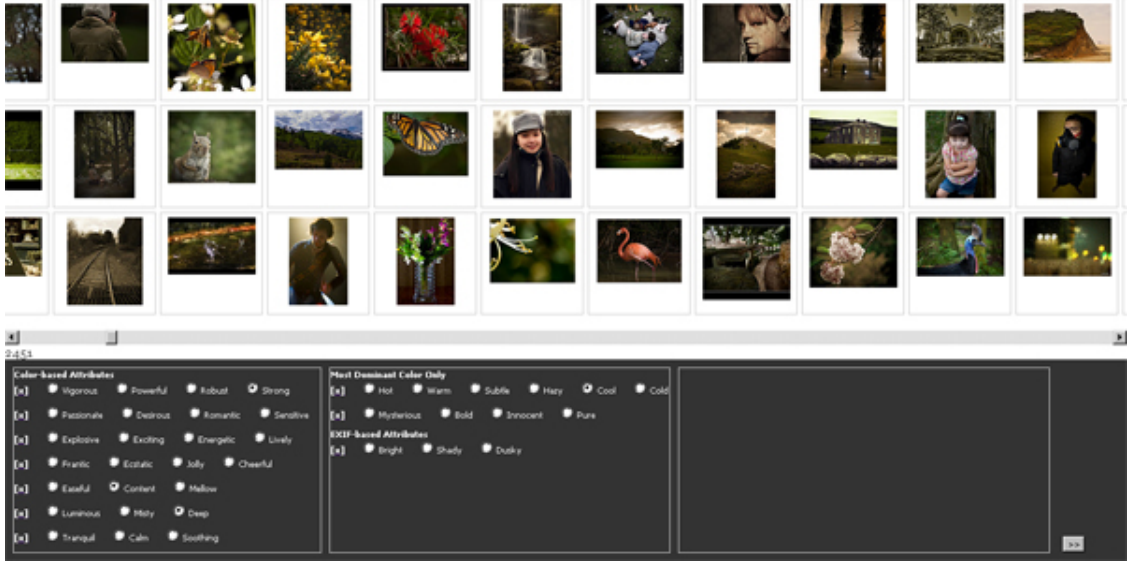 2451
Color-based Attributes
[x] Vigorous Powerful Robust Strong
[x] Passionate Desirous Romantic Sensitive
[x] Explosive Exciting Energetic Lively
[x] Frantic Ecstatic Jolly Cheerful
[x] Easeful Content Mellow
[x] Luminous Misty Deep
[x] Tranquil Calm Soothing
Most Dominant Color Only
[x] Hot Warm Subtle Hazy Cool Cold
[x] Mysterious Bold Innocent Pure
EXIF-based Attributes
[x] Bright Shady Dusky
>>